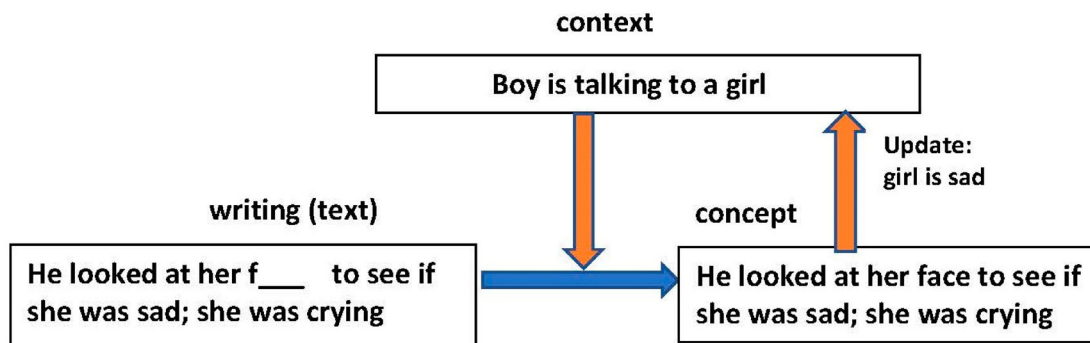 context
Boy is talking to a girl
Update:
girl is sad
writing (text)
concept
He looked at her f___ to see if
she was sad; she was crying
He looked at her face to see if
she was sad; she was crying